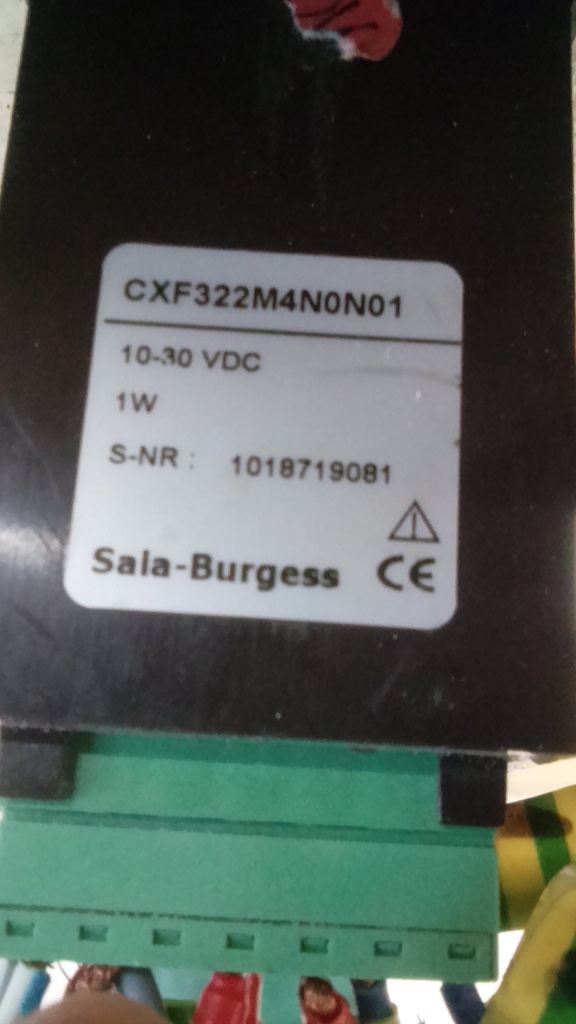 CXF322M4N0N01
10-30 VDC
1W
S-NR : 1018719081
Sala-Burgess CE